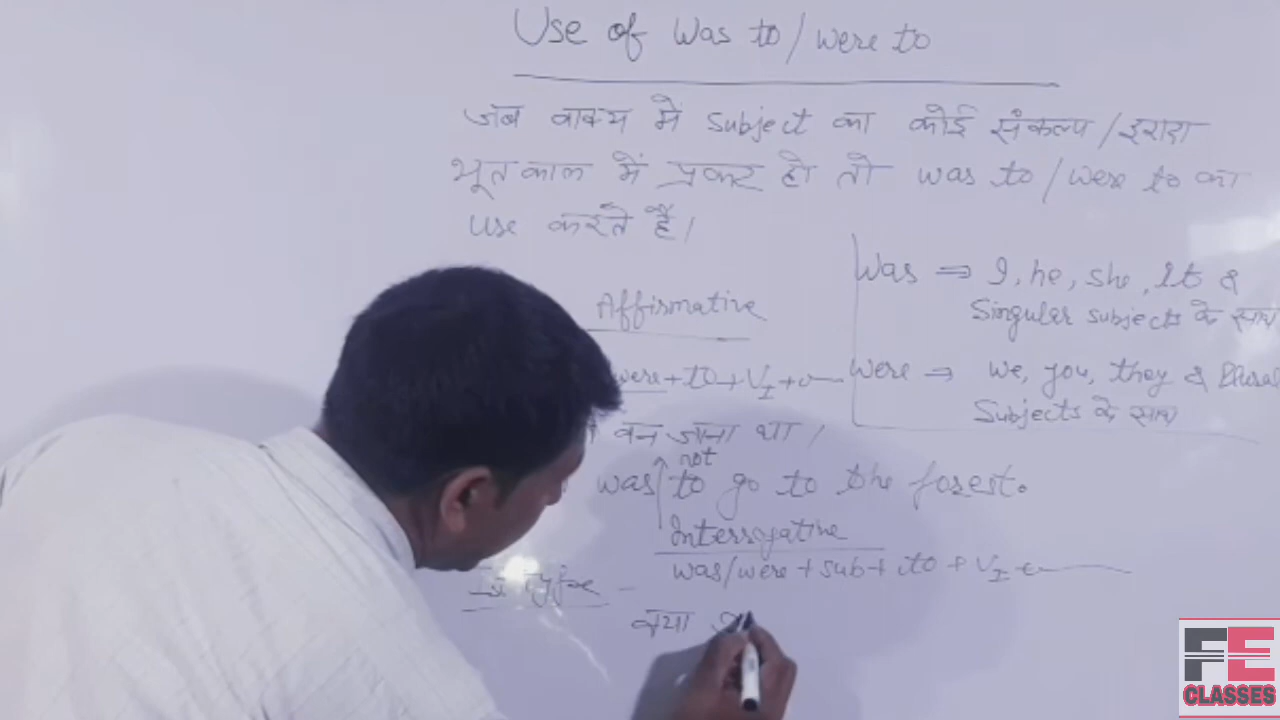 Use of Was to/were to
जब वाक्य में subject का कोई संकल्प/इरादा
भूतकाल में प्रकट हो तो was to/were to का
use करते हैं।
Was ⇒ I, he, she, It &
Singular subjects के साथ
Were ⇒ we, you, they & Plural
Subjects के साथ
Affirmative
were+to+V1+
वन जाना था।
not
was to go to the forest.
Interrogative
was/were+sub+to+V1+
type
क्या
FE
CLASSES